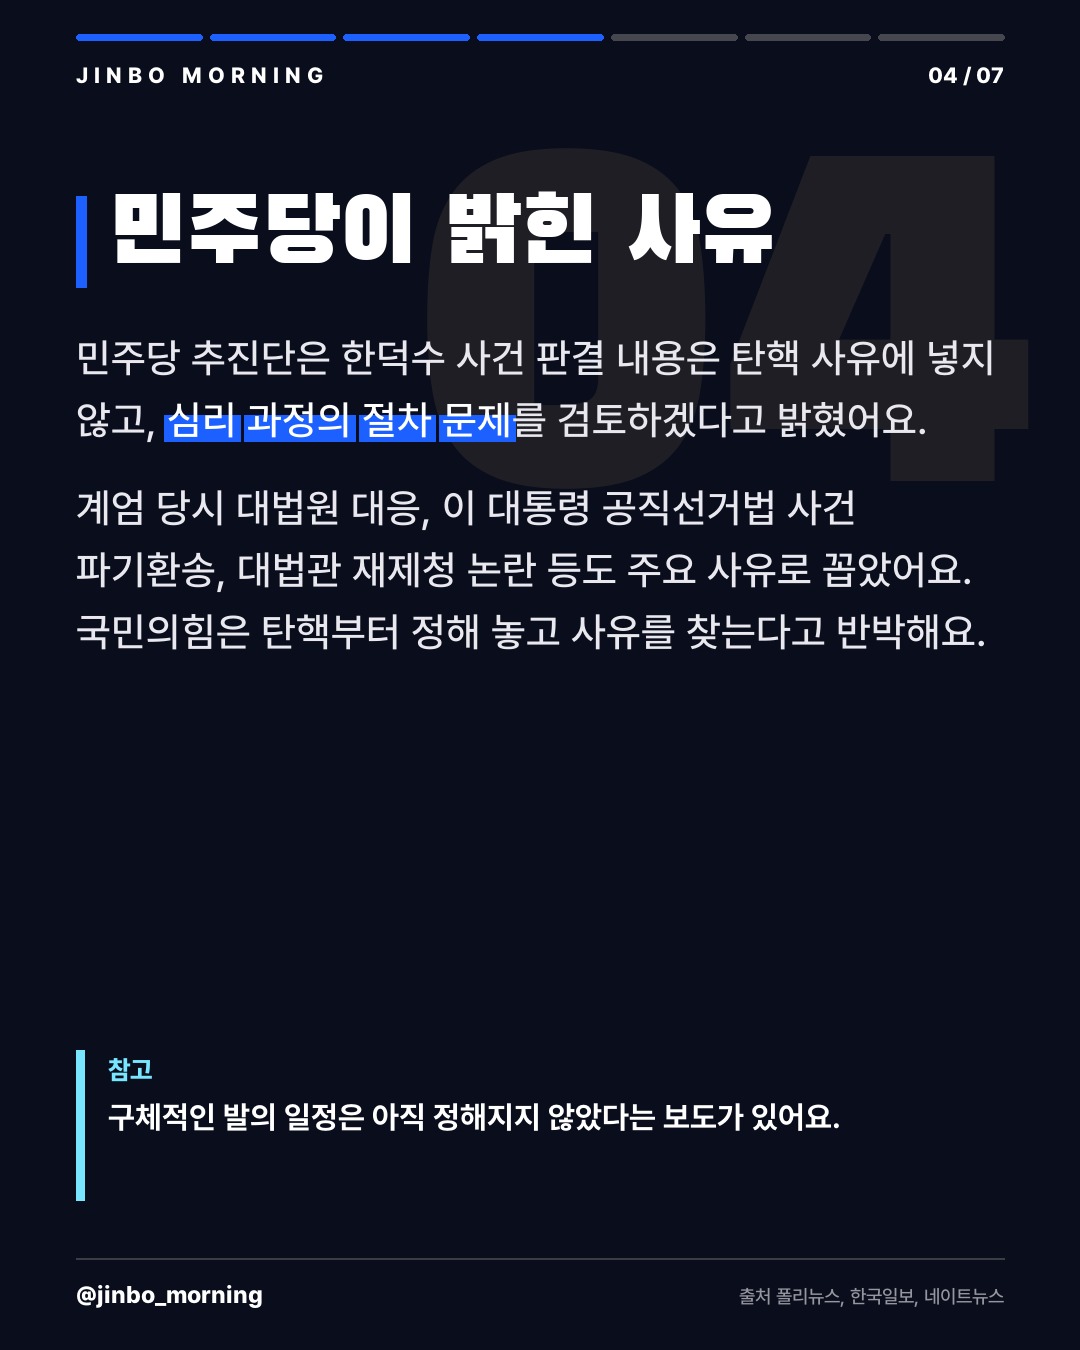 JINBO MORNING
04 / 07
04
민주당이 밝힌 사유
민주당 추진단은 한덕수 사건 판결 내용은 탄핵 사유에 넣지
않고, 심리 과정의 절차 문제를 검토하겠다고 밝혔어요.
계엄 당시 대법원 대응, 이 대통령 공직선거법 사건
파기환송, 대법관 재제청 논란 등도 주요 사유로 꼽았어요.
국민의힘은 탄핵부터 정해 놓고 사유를 찾는다고 반박해요.
참고
구체적인 발의 일정은 아직 정해지지 않았다는 보도가 있어요.
@jinbo_morning
출처 폴리뉴스, 한국일보, 네이트뉴스